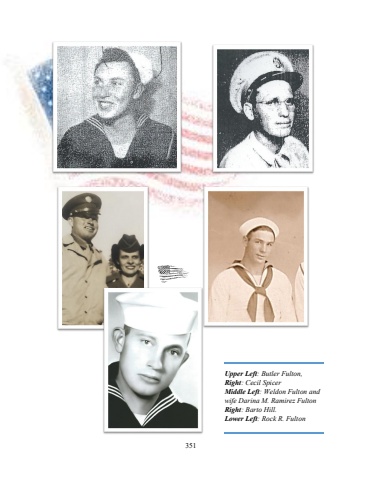 Upper Left: Butler Fulton,
Right: Cecil Spicer
Middle Left: Weldon Fulton and
wife Darina M. Ramirez Fulton
Right: Barto Hill.
Lower Left: Rock R. Fulton
351